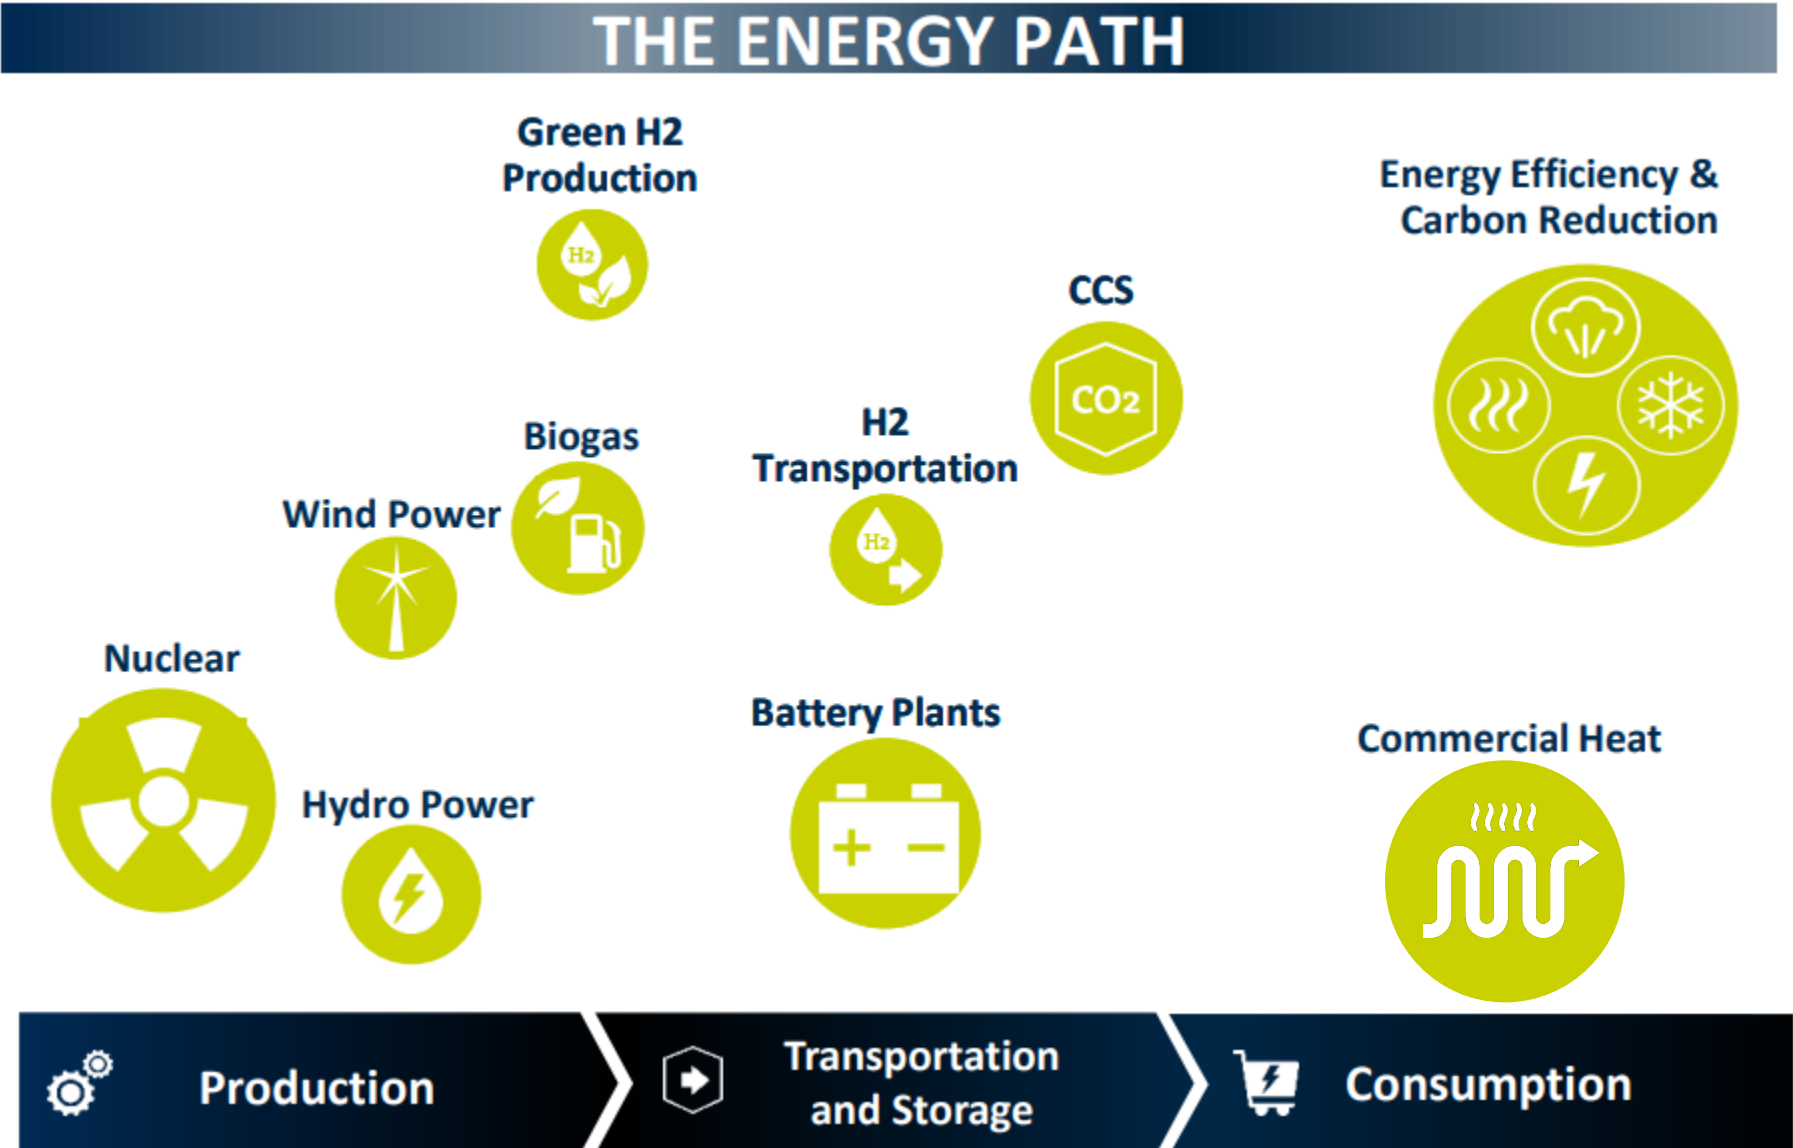 THE ENERGY PATH
Green H2
Production
H2
Energy Efficiency &
Carbon Reduction
CCS
CO2
Biogas
H2
Transportation
H2
Wind Power
Nuclear
Battery Plants
+ −
Commercial Heat
Hydro Power
Production
Transportation
and Storage
Consumption